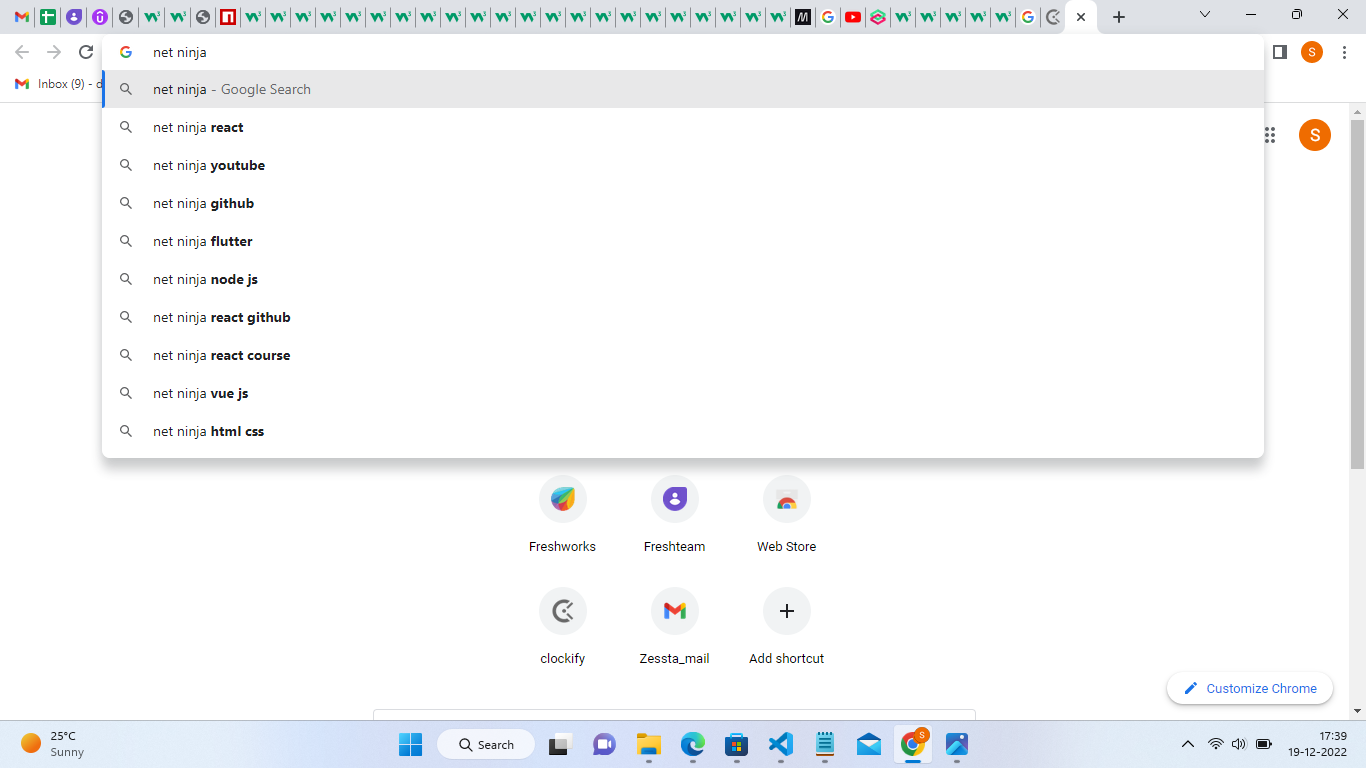 net ninja
Inbox (9) - d
net ninja - Google Search
net ninja react
net ninja youtube
net ninja github
net ninja flutter
net ninja node js
net ninja react github
net ninja react course
net ninja vue js
net ninja html css
S
S
Freshworks
Freshteam
Web Store
clockify
Zessta_mail
Add shortcut
Customize Chrome
25°C
Sunny
Search
S
17:39
19-12-2022